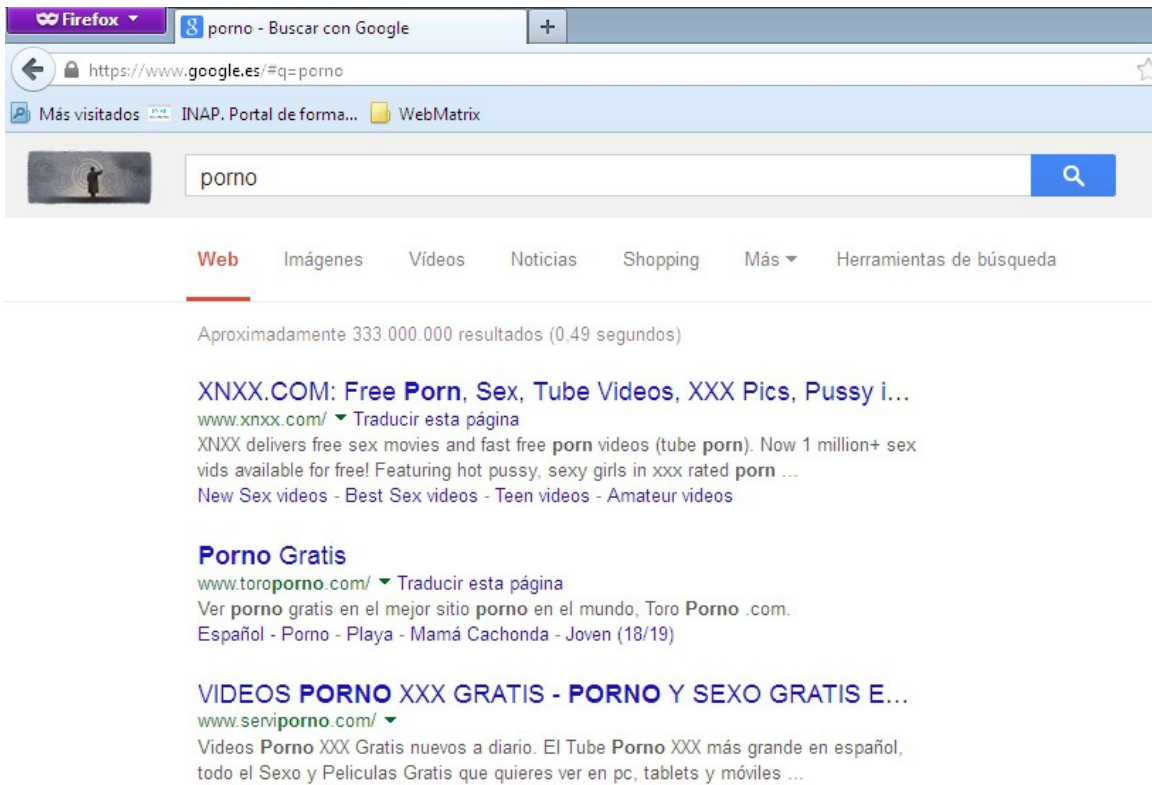 Firefox
porno - Buscar con Google
https://www.google.es/#q=porno
Más visitados INAP. Portal de forma... WebMatrix
porno
Web Imágenes Vídeos Noticias Shopping Más Herramientas de búsqueda
Aproximadamente 333.000.000 resultados (0,49 segundos)
XNXX.COM: Free Porn, Sex, Tube Videos, XXX Pics, Pussy i...
www.xnxx.com/ Traducir esta página
XNXX delivers free sex movies and fast free porn videos (tube porn). Now 1 million+ sex
vids available for free! Featuring hot pussy, sexy girls in xxx rated porn ...
New Sex videos - Best Sex videos - Teen videos - Amateur videos
Porno Gratis
www.toroporno.com/ Traducir esta página
Ver porno gratis en el mejor sitio porno en el mundo, Toro Porno .com.
Español - Porno - Playa - Mamá Cachonda - Joven (18/19)
VIDEOS PORNO XXX GRATIS - PORNO Y SEXO GRATIS E...
www.serviporno.com/
Videos Porno XXX Gratis nuevos a diario. El Tube Porno XXX más grande en español,
todo el Sexo y Peliculas Gratis que quieres ver en pc, tablets y móviles ...